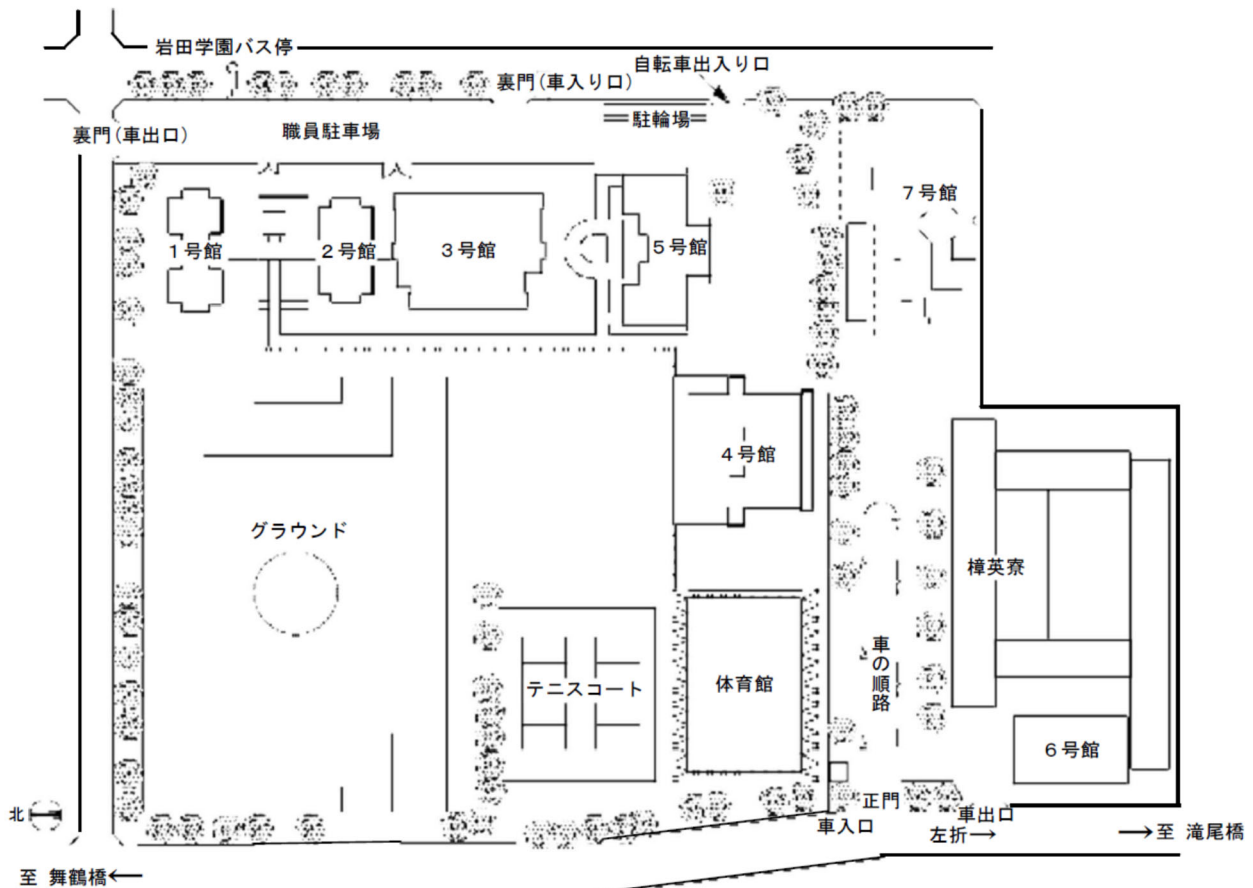 岩田学園バス停
自転車出入り口
裏門(車入り口)
駐輪場
職員駐車場
裏門(車出口)
7号館
1号館
2号館
3号館
5号館
4号館
グラウンド
樟英寮
車の順路
テニスコート
体育館
6号館
正門
北
車入口
車出口
左折→
→至 滝尾橋
至 舞鶴橋←